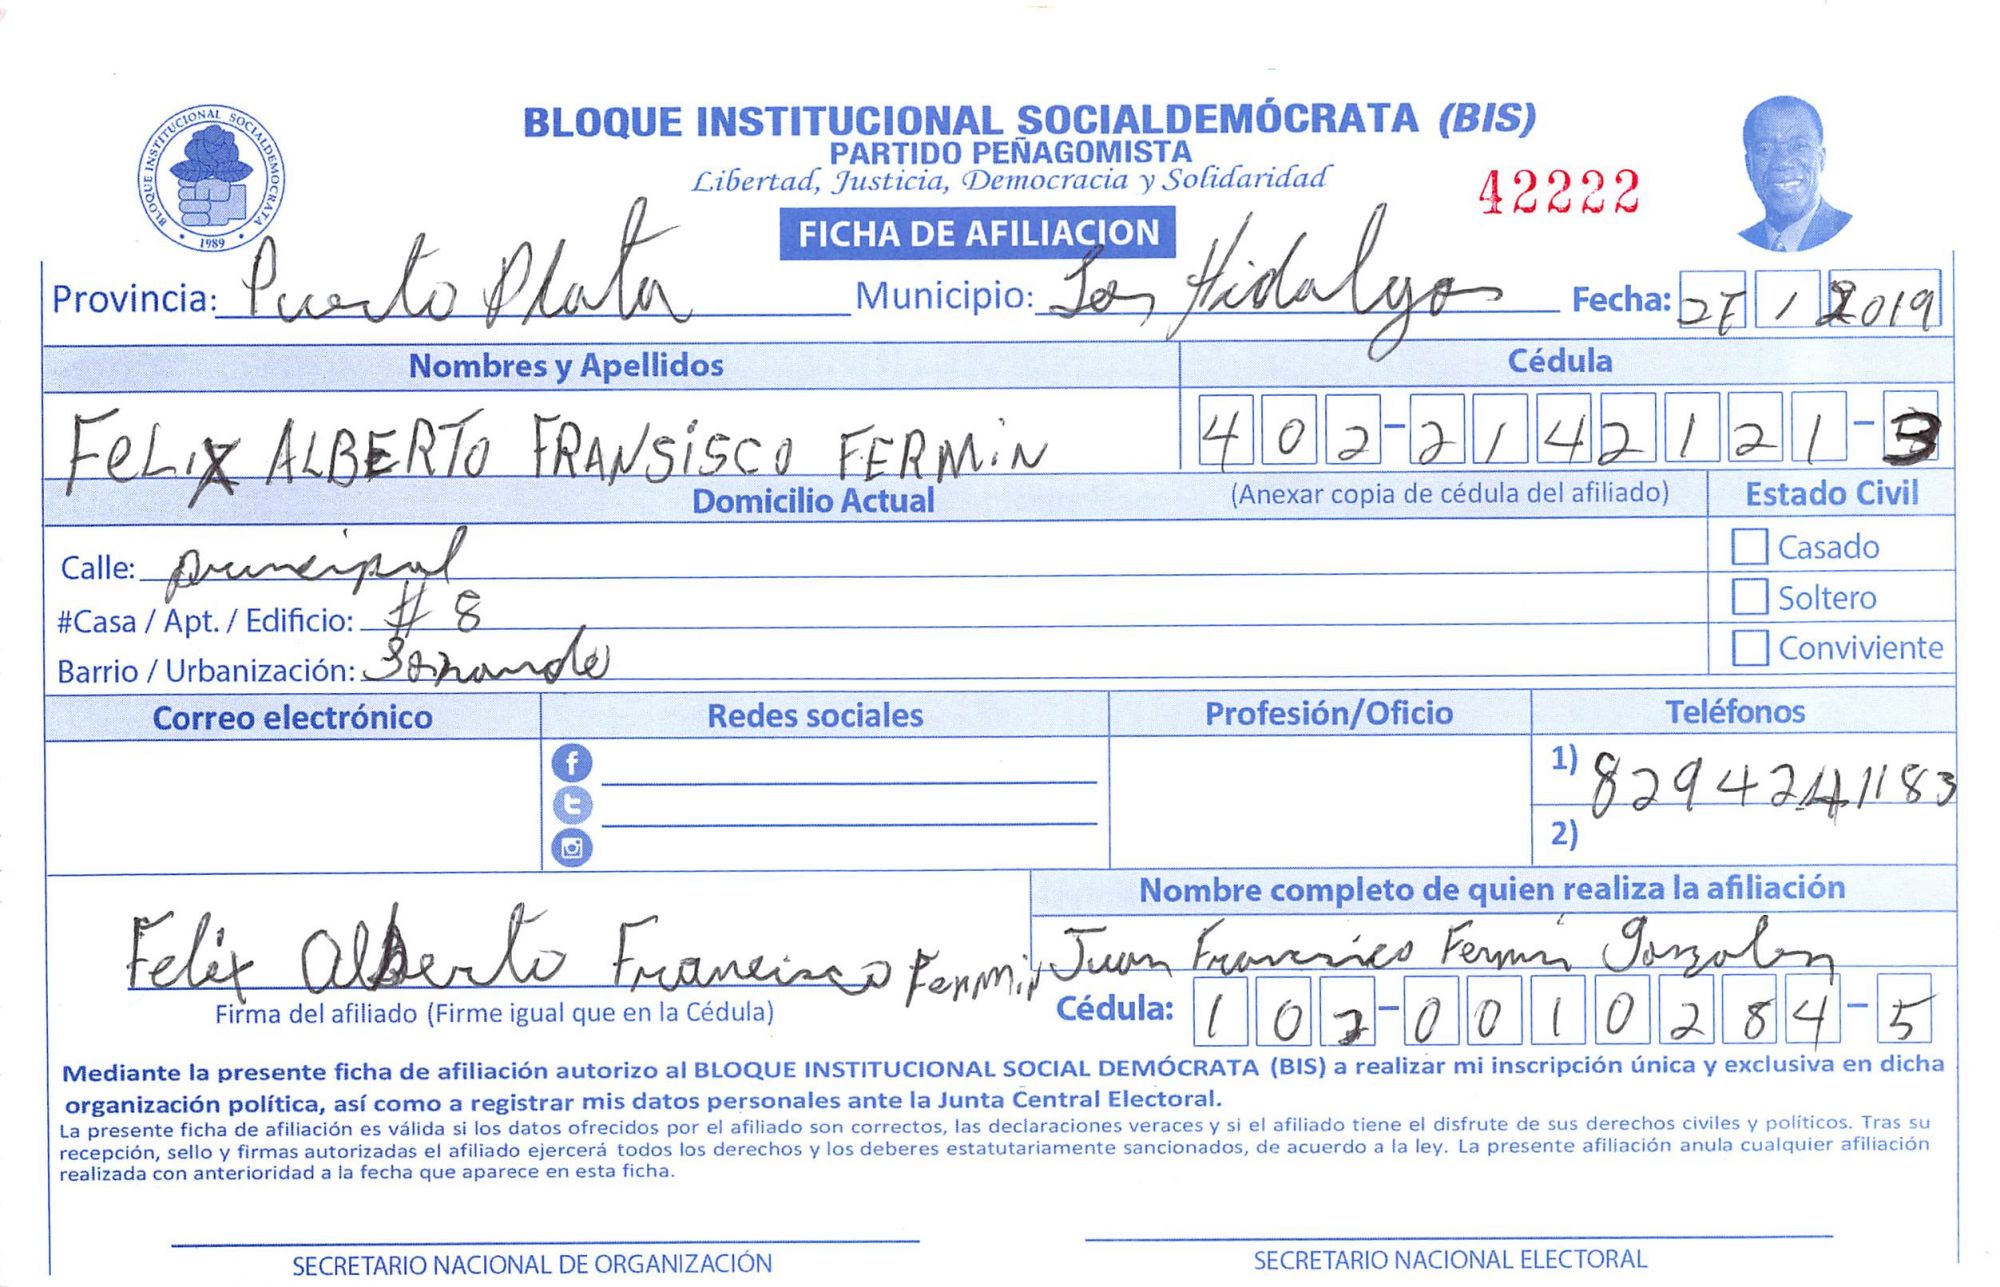 BLOQUE INSTITUCIONAL SOCIALDEMOCRATA
1989
BLOQUE INSTITUCIONAL SOCIALDEMÓCRATA (BIS)
PARTIDO PEÑAGOMISTA
Libertad, Justicia, Democracia y Solidaridad
42222
FICHA DE AFILIACION
Provincia: Puerto Plata Municipio: Los Hidalgos Fecha: / 2019
Nombres y Apellidos Cédula
FELIX ALBERTO FRANSISCO FERMIN 402-2142121-3
Domicilio Actual (Anexar copia de cédula del afiliado) Estado Civil
Calle: principal Casado
#Casa / Apt. / Edificio: # 8 Soltero
Barrio / Urbanización: Conviviente
Correo electrónico Redes sociales Profesión/Oficio Teléfonos
1) 8294241183
2)
Nombre completo de quien realiza la afiliación
Felix Alberto Francisco Fermin Juan Francisco Fermin Gonzalez
Firma del afiliado (Firme igual que en la Cédula) Cédula: 102-0010284-5
Mediante la presente ficha de afiliación autorizo al BLOQUE INSTITUCIONAL SOCIAL DEMÓCRATA (BIS) a realizar mi inscripción única y exclusiva en dicha
organización política, así como a registrar mis datos personales ante la Junta Central Electoral.
La presente ficha de afiliación es válida si los datos ofrecidos por el afiliado son correctos, las declaraciones veraces y si el afiliado tiene el disfrute de sus derechos civiles y políticos. Tras su
recepción, sello y firmas autorizadas el afiliado ejercerá todos los derechos y los deberes estatutariamente sancionados, de acuerdo a la ley. La presente afiliación anula cualquier afiliación
realizada con anterioridad a la fecha que aparece en esta ficha.
SECRETARIO NACIONAL DE ORGANIZACIÓN SECRETARIO NACIONAL ELECTORAL